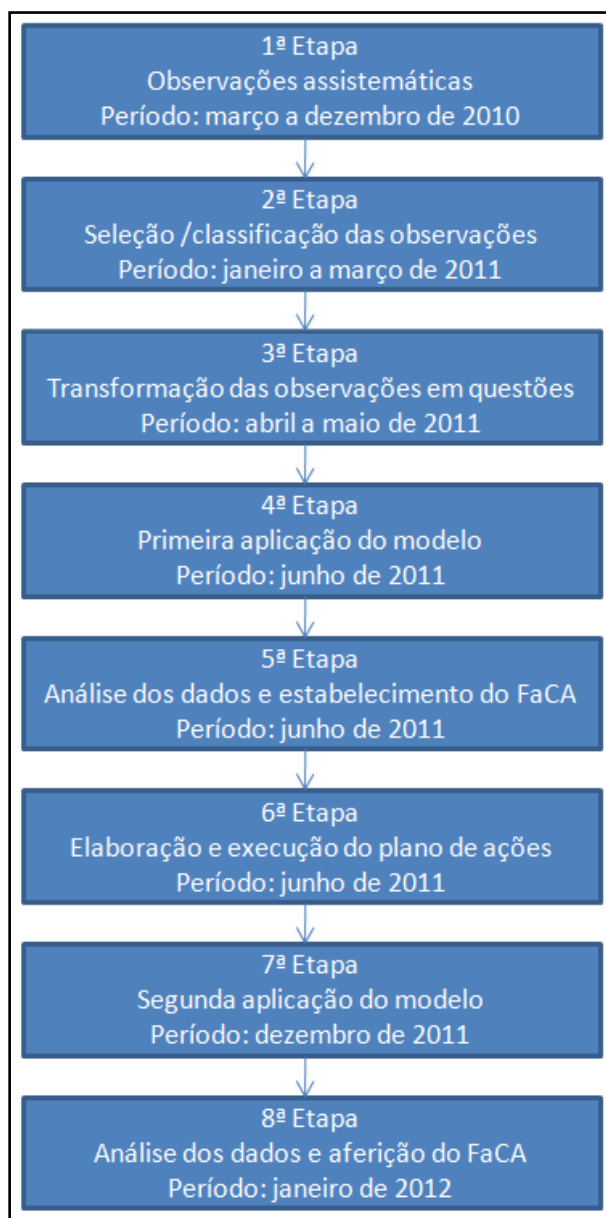 1ª Etapa
Observações assistemáticas
Período: março a dezembro de 2010
2ª Etapa
Seleção /classificação das observações
Período: janeiro a março de 2011
3ª Etapa
Transformação das observações em questões
Período: abril a maio de 2011
4ª Etapa
Primeira aplicação do modelo
Período: junho de 2011
5ª Etapa
Análise dos dados e estabelecimento do FaCA
Período: junho de 2011
6ª Etapa
Elaboração e execução do plano de ações
Período: junho de 2011
7ª Etapa
Segunda aplicação do modelo
Período: dezembro de 2011
8ª Etapa
Análise dos dados e aferição do FaCA
Período: janeiro de 2012